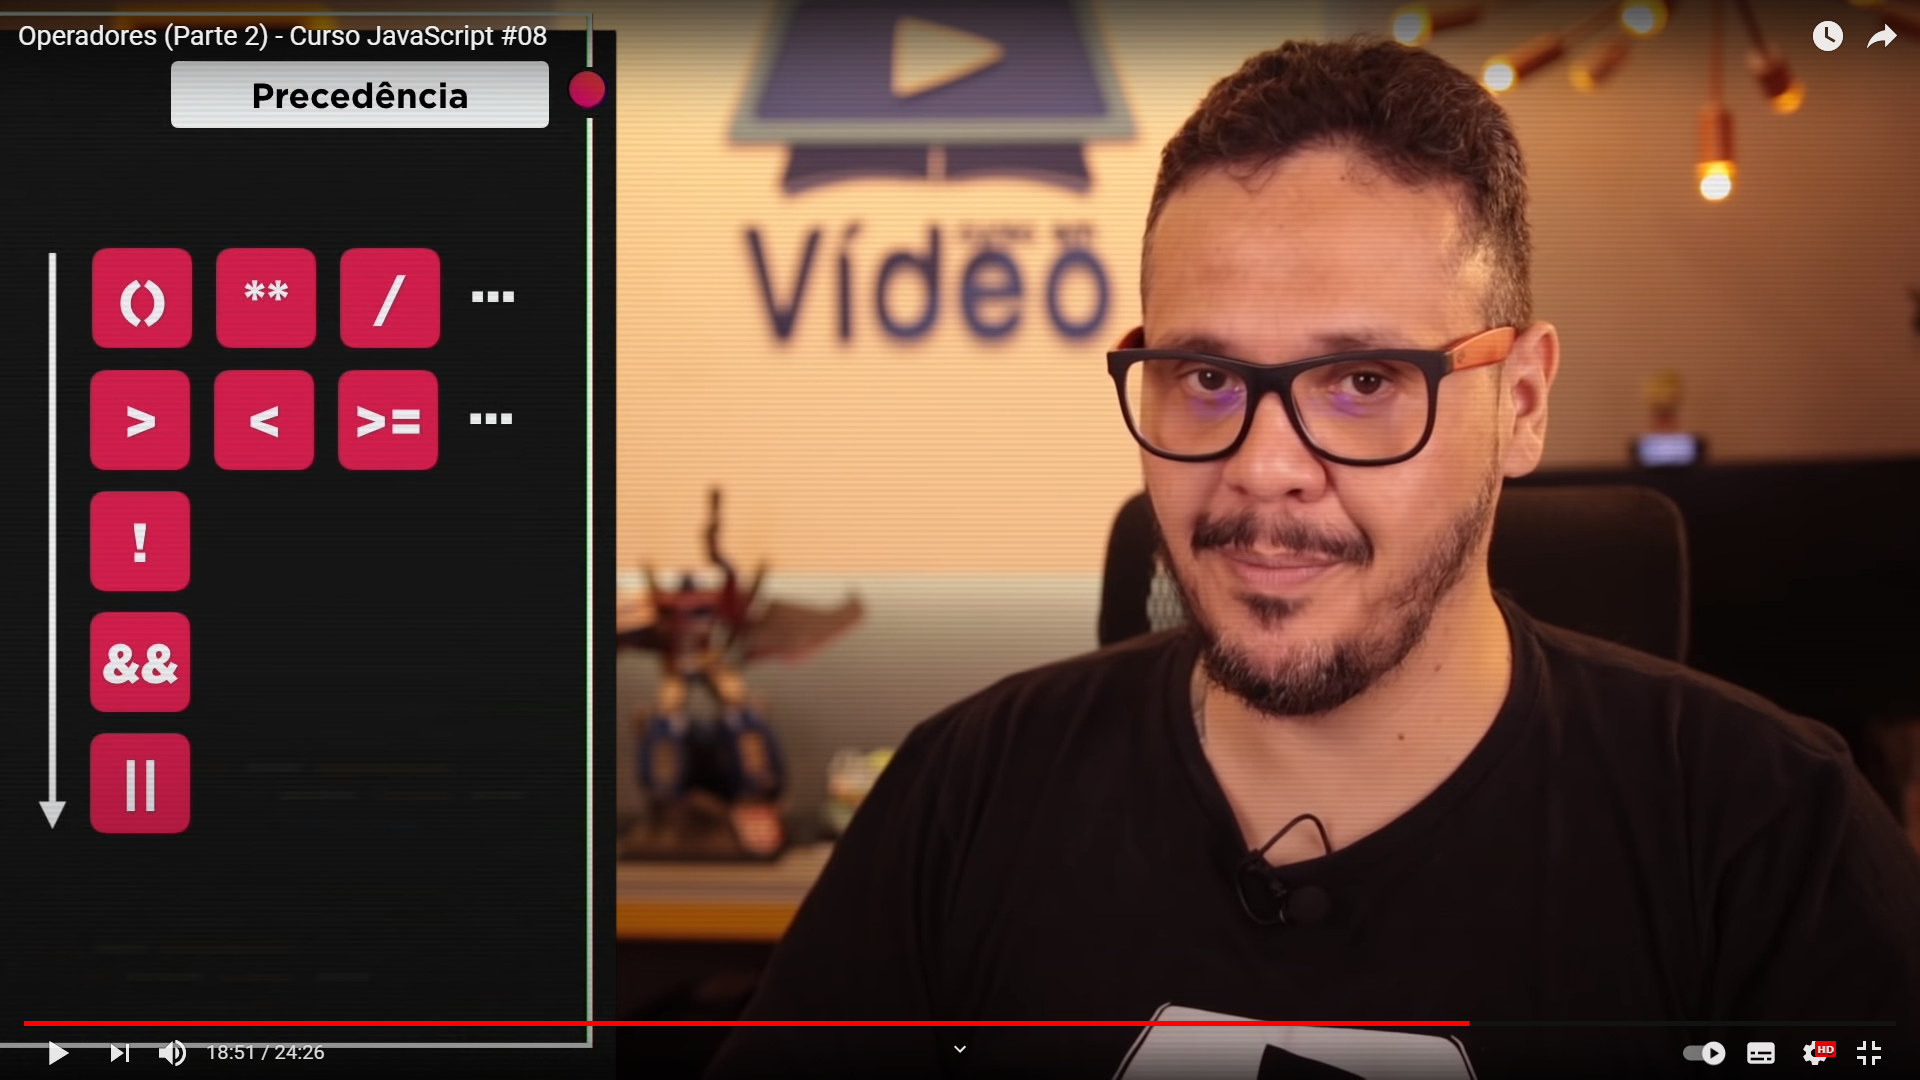 Operadores (Parte 2) - Curso JavaScript #08
Precedência
() ** / ...
> < >= ...
!
&&
||
Vídeo
18:51 / 24:26
HD